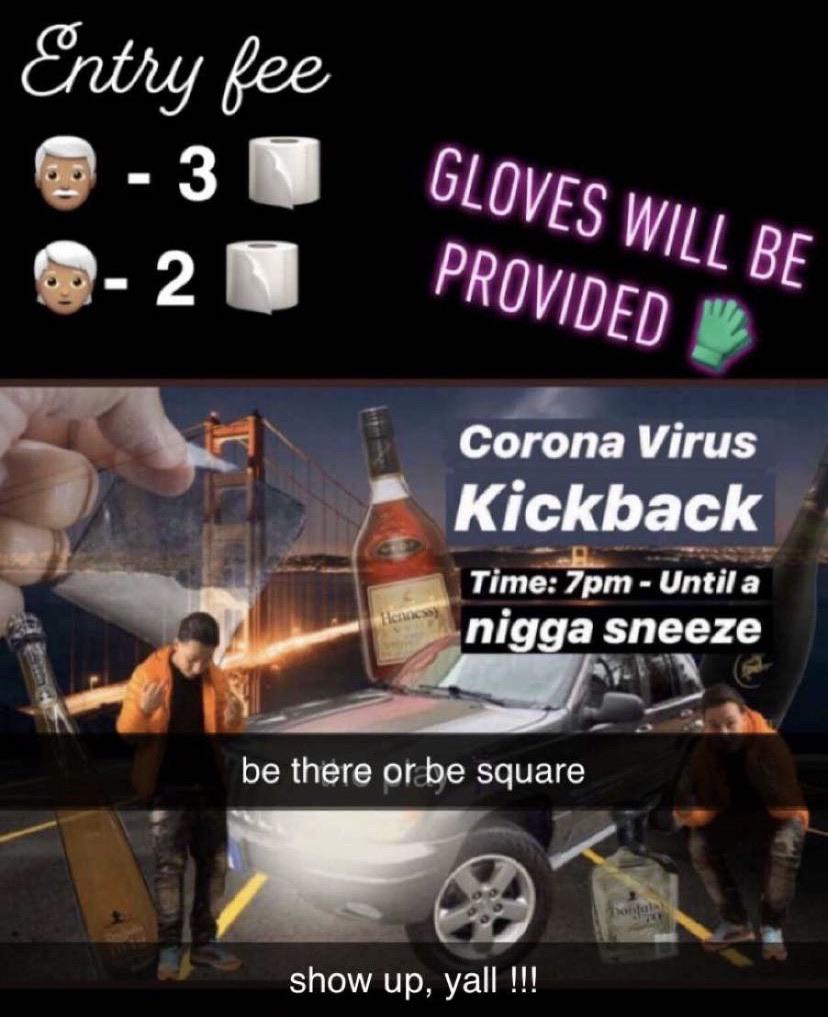 Entry fee
👨🏽‍🦳 - 3 🧻
👩🏽‍🦳 - 2 🧻
GLOVES WILL BE
PROVIDED 🧤
Corona Virus
Kickback
Time: 7pm - Until a
nigga sneeze
Hennessy
be there or be square
show up, yall !!!